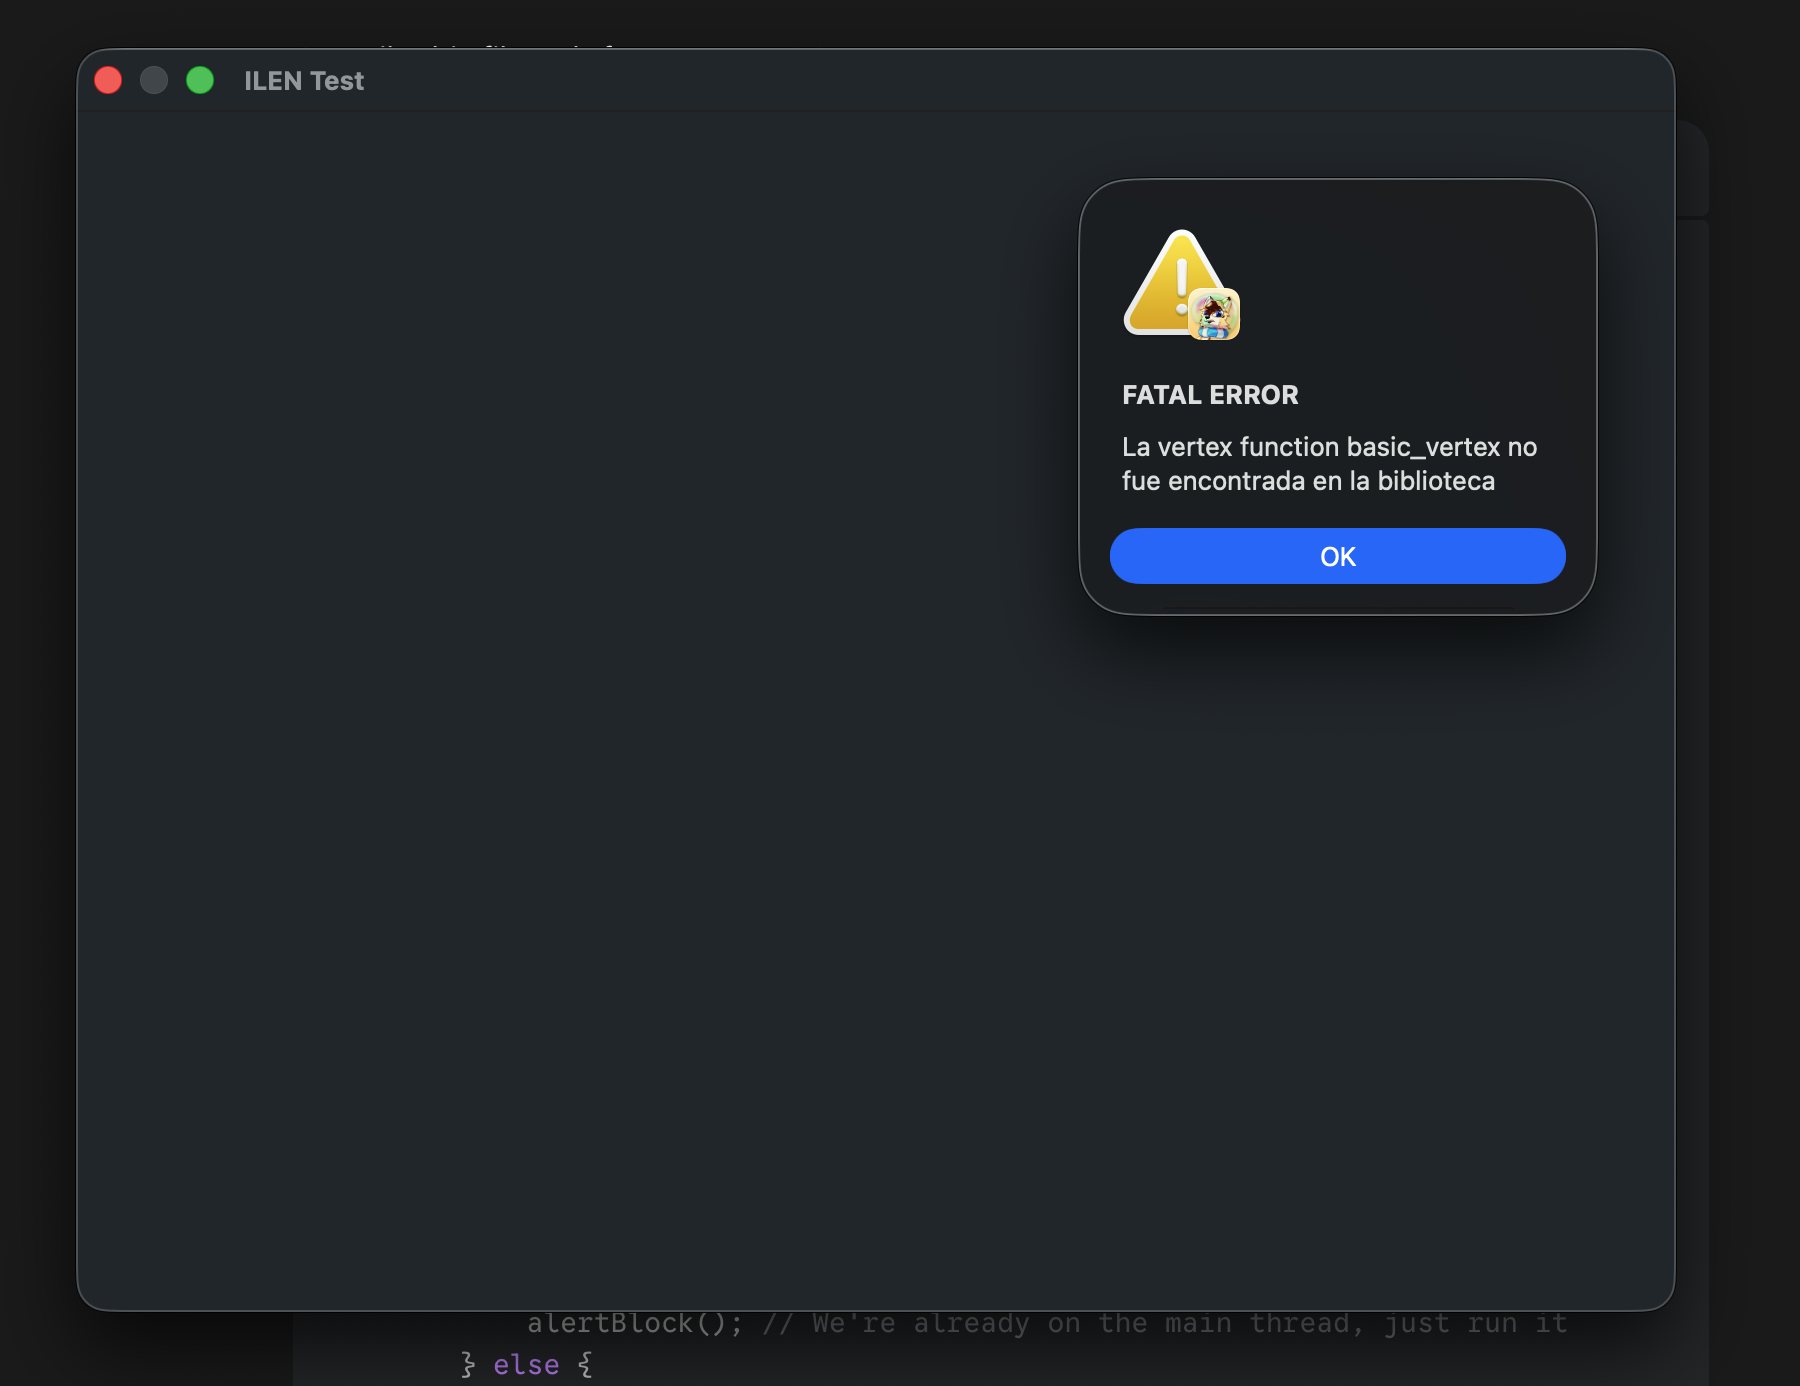 ILEN Test
FATAL ERROR
La vertex function basic_vertex no
fue encontrada en la biblioteca
OK
alertBlock(); // We're already on the main thread, just run it
} else {